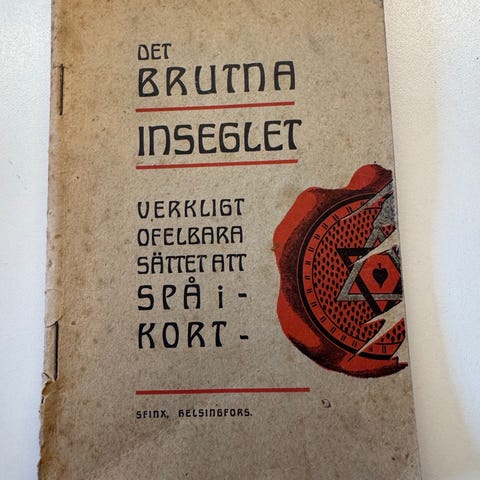 DET
BRUTNA
INSEGLET
VERKLIGT
OFELBARA
SÄTTET ATT
SPÅ i -
KORT -
SFINX, HELSINGFORS.